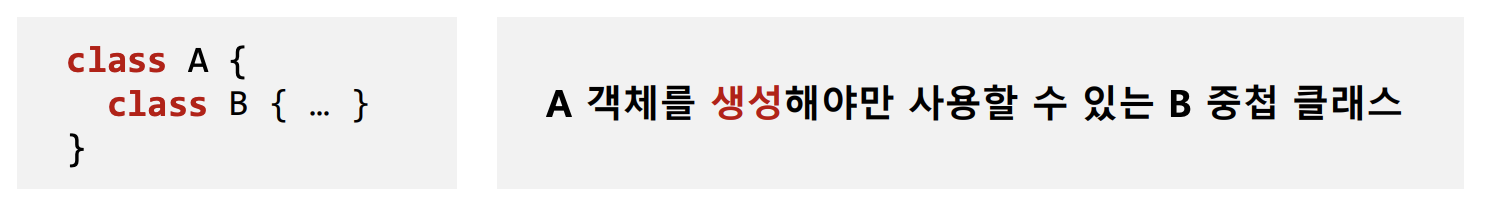 class A {
class B { … }
}
A 객체를 생성해야만 사용할 수 있는 B 중첩 클래스